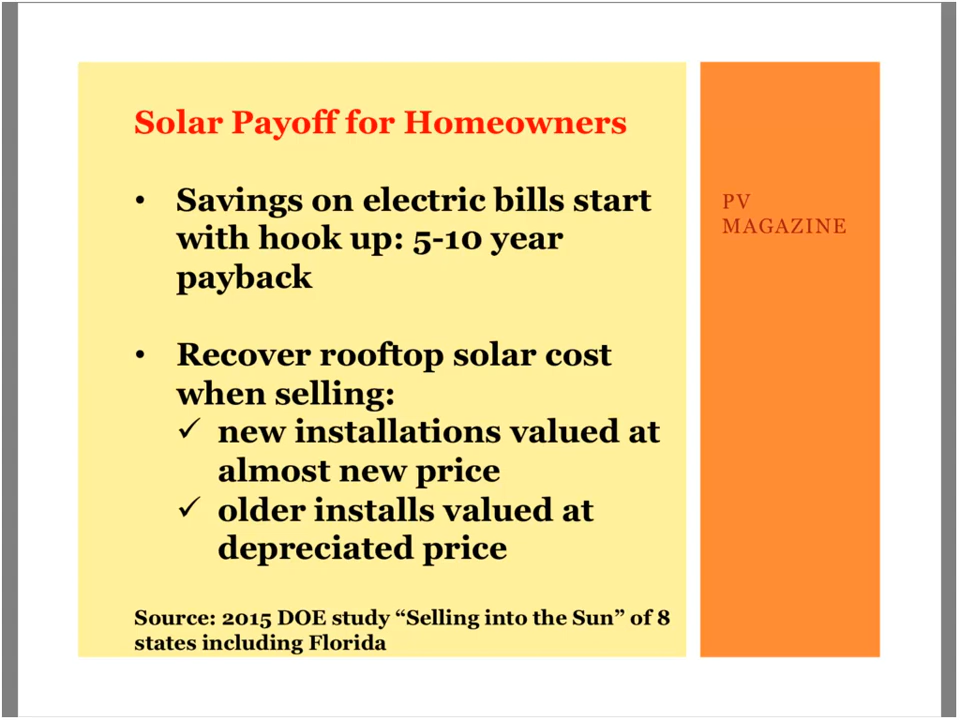 Solar Payoff for Homeowners
• Savings on electric bills start
with hook up: 5-10 year
payback
• Recover rooftop solar cost
when selling:
✓ new installations valued at
almost new price
✓ older installs valued at
depreciated price
Source: 2015 DOE study “Selling into the Sun” of 8
states including Florida
PV
MAGAZINE